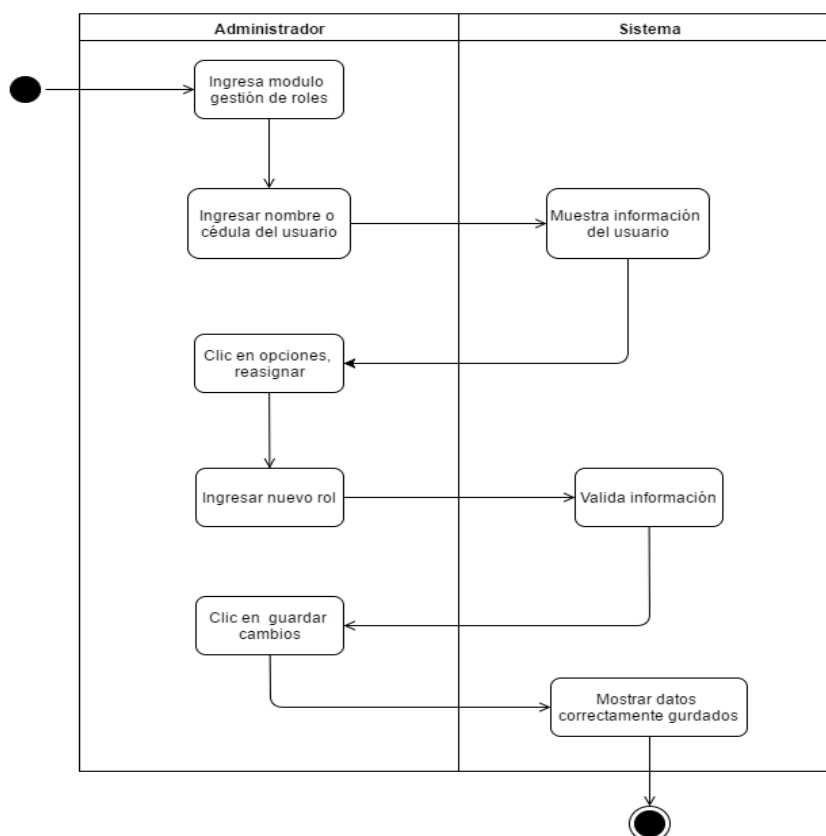 Administrador
Sistema
Ingresa modulo
gestión de roles
Ingresar nombre o
cédula del usuario
Muestra información
del usuario
Clic en opciones,
reasignar
Ingresar nuevo rol
Valida información
Clic en guardar
cambios
Mostrar datos
correctamente gurdados